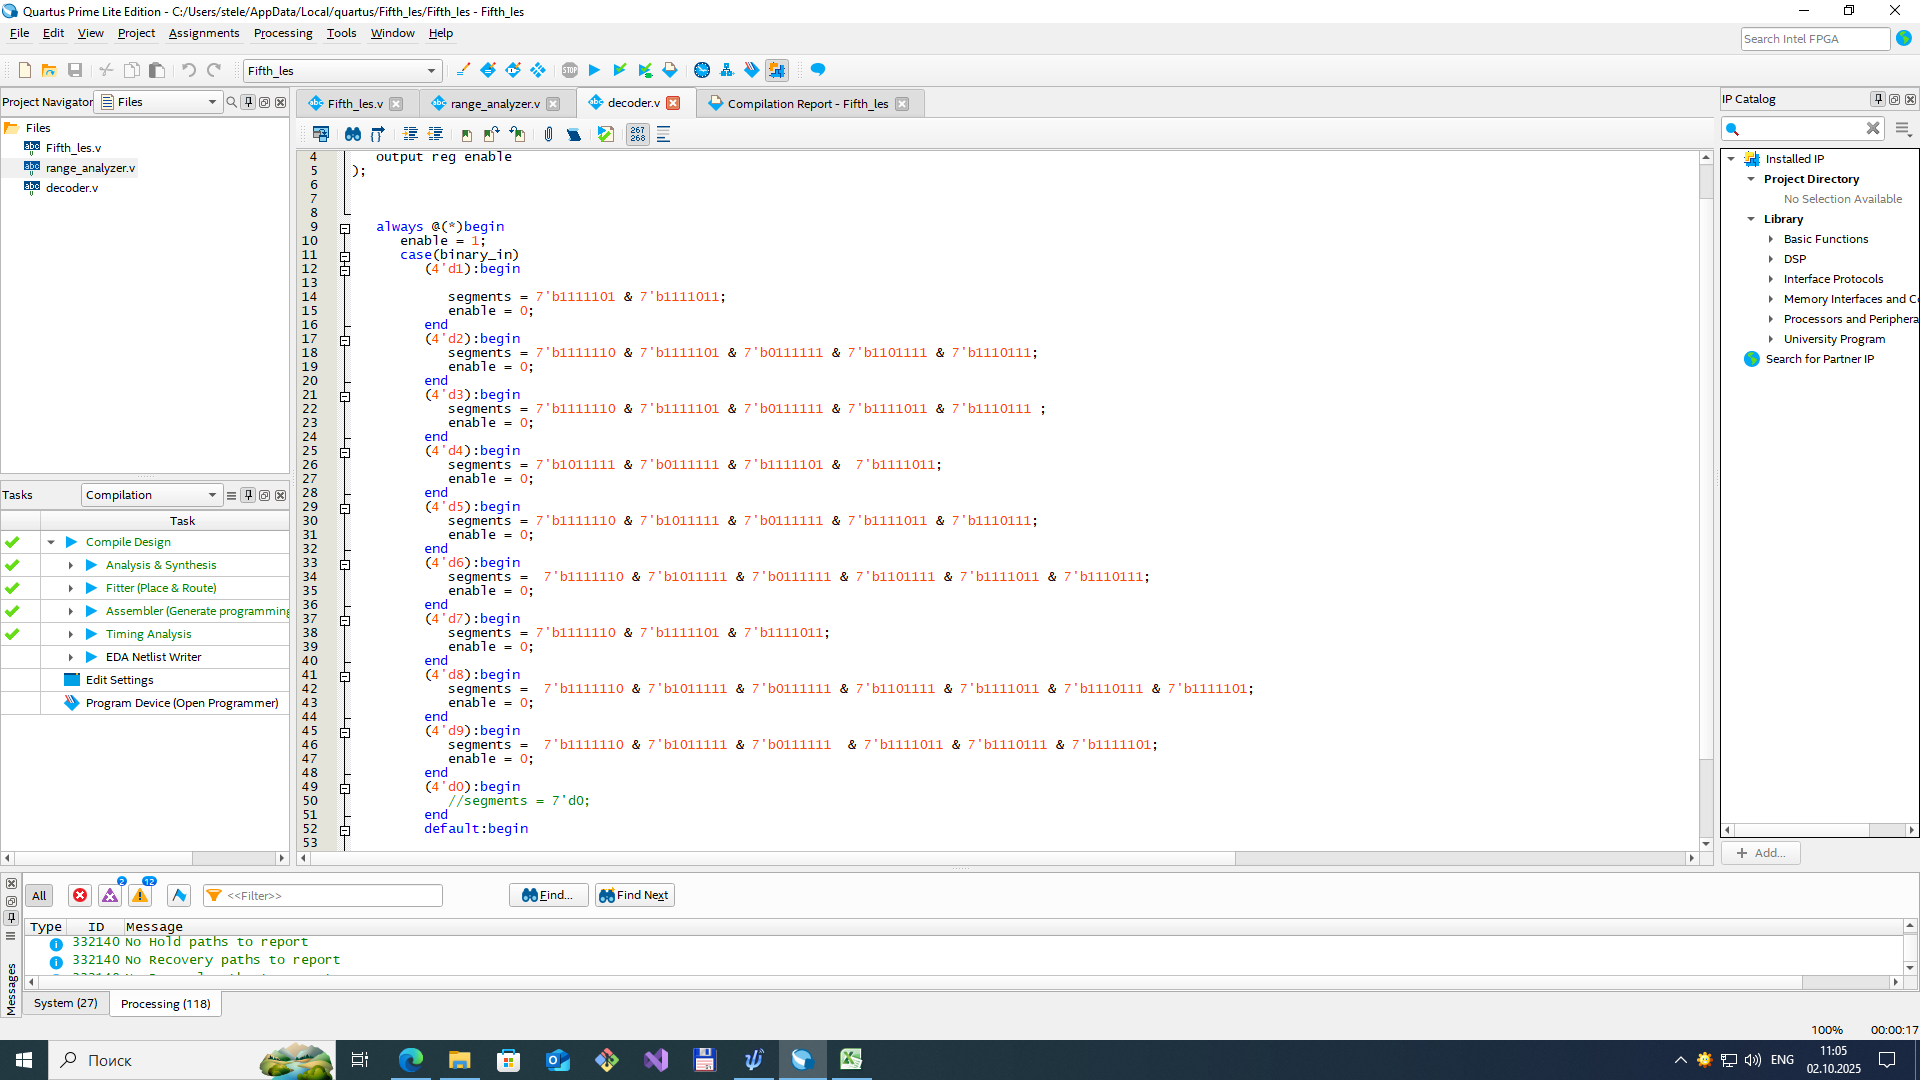 Quartus Prime Lite Edition - C:/Users/stele/AppData/Local/quartus/Fifth_les/Fifth_les - Fifth_les
File Edit View Project Assignments Processing Tools Window Help
Search Intel FPGA
Fifth_les
STOP
Project Navigator Files
Files
Fifth_les.v
range_analyzer.v
decoder.v
Tasks Compilation
Task
Compile Design
Analysis & Synthesis
Fitter (Place & Route)
Assembler (Generate programming
Timing Analysis
EDA Netlist Writer
Edit Settings
Program Device (Open Programmer)
Fifth_les.v range_analyzer.v decoder.v Compilation Report - Fifth_les
267
268
4 output reg enable
5 );
6
7
8
9 always @(*)begin
10 enable = 1;
11 case(binary_in)
12 (4'd1):begin
13
14 segments = 7'b1111101 & 7'b1111011;
15 enable = 0;
16 end
17 (4'd2):begin
18 segments = 7'b1111110 & 7'b1111101 & 7'b0111111 & 7'b1101111 & 7'b1110111;
19 enable = 0;
20 end
21 (4'd3):begin
22 segments = 7'b1111110 & 7'b1111101 & 7'b0111111 & 7'b1111011 & 7'b1110111 ;
23 enable = 0;
24 end
25 (4'd4):begin
26 segments = 7'b1011111 & 7'b0111111 & 7'b1111101 &  7'b1111011;
27 enable = 0;
28 end
29 (4'd5):begin
30 segments = 7'b1111110 & 7'b1011111 & 7'b0111111 & 7'b1111011 & 7'b1110111;
31 enable = 0;
32 end
33 (4'd6):begin
34 segments =  7'b1111110 & 7'b1011111 & 7'b0111111 & 7'b1101111 & 7'b1111011 & 7'b1110111;
35 enable = 0;
36 end
37 (4'd7):begin
38 segments = 7'b1111110 & 7'b1111101 & 7'b1111011;
39 enable = 0;
40 end
41 (4'd8):begin
42 segments =  7'b1111110 & 7'b1011111 & 7'b0111111 & 7'b1101111 & 7'b1111011 & 7'b1110111 & 7'b1111101;
43 enable = 0;
44 end
45 (4'd9):begin
46 segments =  7'b1111110 & 7'b1011111 & 7'b0111111  & 7'b1111011 & 7'b1110111 & 7'b1111101;
47 enable = 0;
48 end
49 (4'd0):begin
50 //segments = 7'd0;
51 end
52 default:begin
53
IP Catalog
Installed IP
Project Directory
No Selection Available
Library
Basic Functions
DSP
Interface Protocols
Memory Interfaces and Co
Processors and Periphera
University Program
Search for Partner IP
+ Add...
All 2 12 <<Filter>> Find... Find Next
Type ID Message
332140 No Hold paths to report
332140 No Recovery paths to report
Messages
System (27) Processing (118)
100% 00:00:17
Поиск
ENG
11:05
02.10.2025